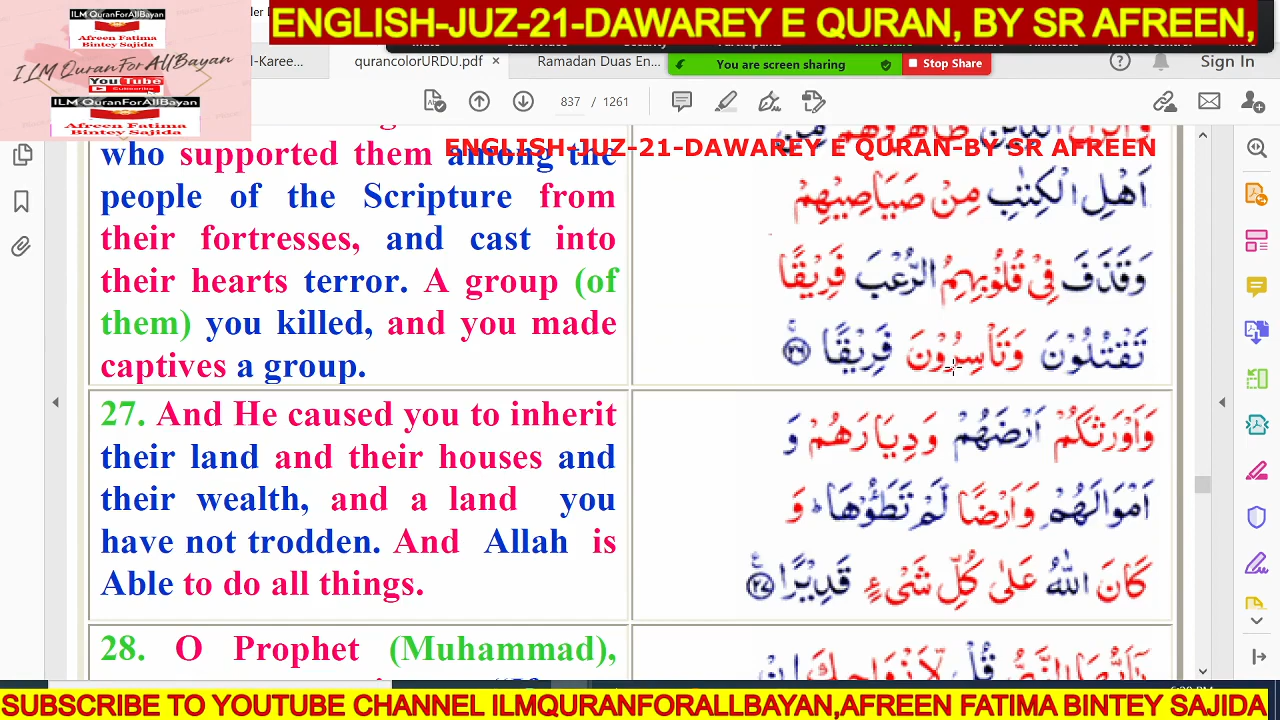 ENGLISH-JUZ-21-DAWAREY E QURAN, BY SR AFREEN,
ILM QuranForAllBayan
Afreen Fatima
Bintey Sajida
ILM QuranForAllBayan
YouTube
Subscribe
ILM QuranForAllBayan
Afreen Fatima
Bintey Sajida
l-Karee...
qurancolorURDU.pdf
Ramadan Duas En...
You are screen sharing
Stop Share
Sign In
837 / 1261
ENGLISH-JUZ-21-DAWAREY E QURAN-BY SR AFREEN
who supported them among the
people of the Scripture from
their fortresses, and cast into
their hearts terror. A group (of
them) you killed, and you made
captives a group.
اَهْلِ الْكِتٰبِ مِنْ صَيَاصِيْهِمْ
وَقَذَفَ فِيْ قُلُوْبِهِمُ الرُّعْبَ فَرِيْقًا
تَقْتُلُوْنَ وَتَأْسِرُوْنَ فَرِيْقًا ۲۶
27. And He caused you to inherit
their land and their houses and
their wealth, and a land you
have not trodden. And Allah is
Able to do all things.
وَاَوْرَثَكُمْ اَرْضَهُمْ وَدِيَارَهُمْ وَ
اَمْوَالَهُمْ وَاَرْضًا لَّمْ تَطَـُٔوْهَا ؕ وَ
كَانَ اللّٰهُ عَلٰى كُلِّ شَىْءٍ قَدِيْرًا ۲۷
28. O Prophet (Muhammad),
SUBSCRIBE TO YOUTUBE CHANNEL ILMQURANFORALLBAYAN,AFREEN FATIMA BINTEY SAJIDA